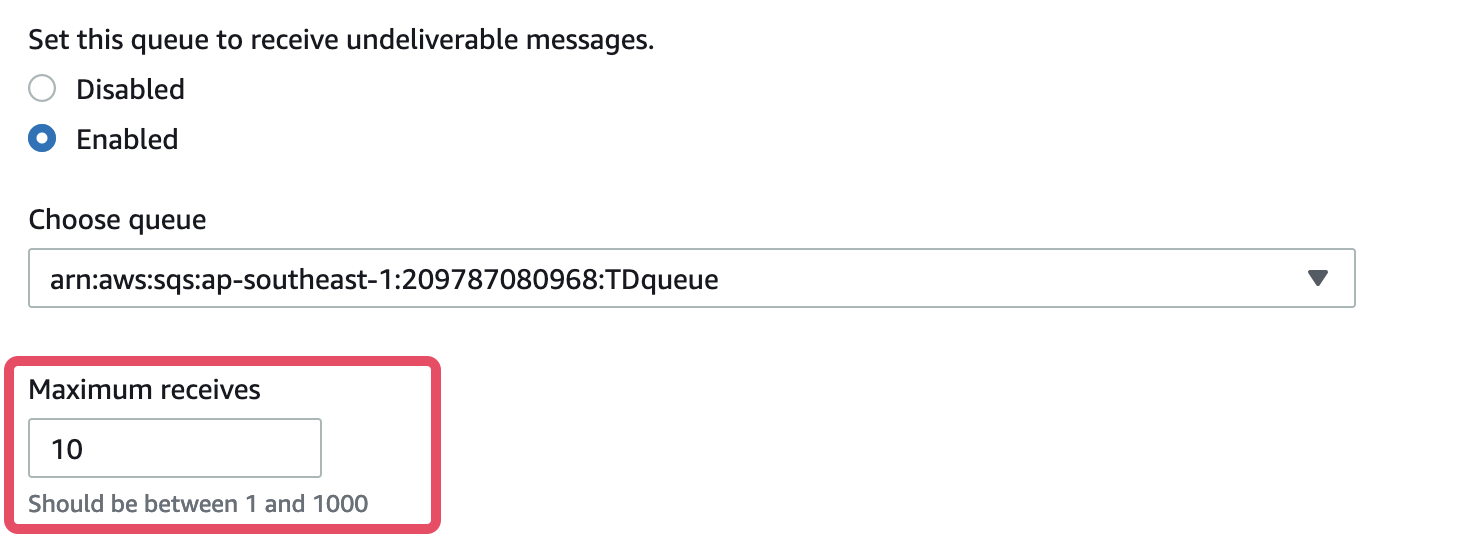 Set this queue to receive undeliverable messages.
Disabled
Enabled
Choose queue
arn:aws:sqs:ap-southeast-1:209787080968:TDqueue
Maximum receives
10
Should be between 1 and 1000